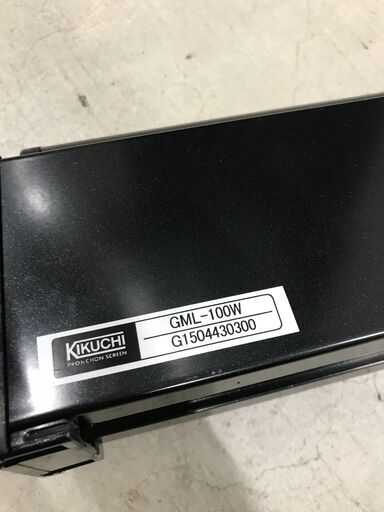 KIKUCHI
PROJECTION SCREEN
GML-100W
G1504430300